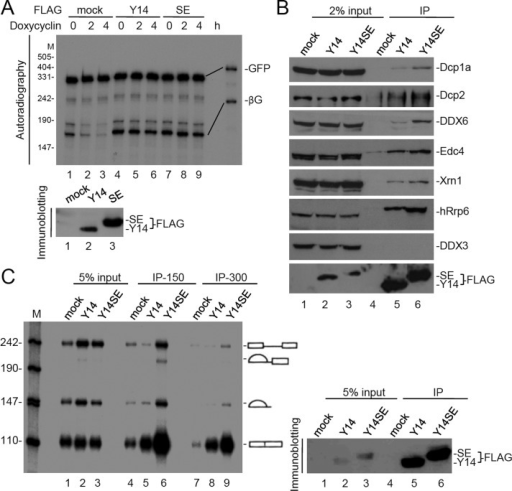 A
FLAG mock Y14 SE
Doxycyclin 0 2 4 0 2 4 0 2 4 h
M
505-
404-
331-
242-
190-
147-
-GFP
-βG
Autoradiography
1 2 3 4 5 6 7 8 9
mock Y14 SE
Immunoblotting
-SE
-Y14
FLAG
1 2 3
B
2% input IP
mock Y14 Y14SE mock Y14 Y14SE
-Dcp1a
-Dcp2
-DDX6
-Edc4
-Xrn1
-hRrp6
-DDX3
-SE
-Y14
FLAG
1 2 3 4 5 6
C
5% input IP-150 IP-300
M mock Y14 Y14SE mock Y14 Y14SE mock Y14 Y14SE
242-
190-
147-
110-
1 2 3 4 5 6 7 8 9
5% input IP
mock Y14 Y14SE mock Y14 Y14SE
Immunoblotting
-SE
-Y14
FLAG
1 2 3 4 5 6